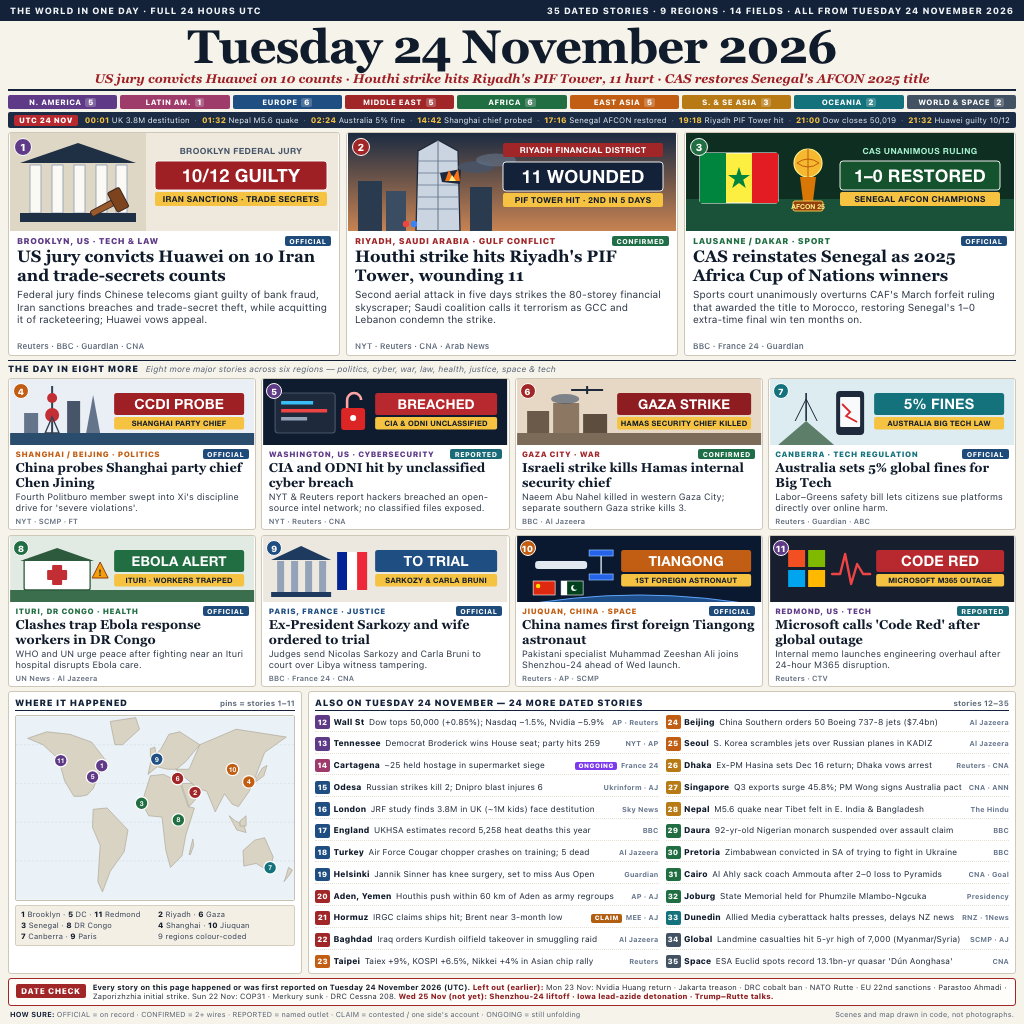 THE WORLD IN ONE DAY · FULL 24 HOURS UTC
35 DATED STORIES · 9 REGIONS · 14 FIELDS · ALL FROM TUESDAY 24 NOVEMBER 2026
Tuesday 24 November 2026
US jury convicts Huawei on 10 counts · Houthi strike hits Riyadh's PIF Tower, 11 hurt · CAS restores Senegal's AFCON 2025 title
N. AMERICA 5
LATIN AM. 1
EUROPE 6
MIDDLE EAST 5
AFRICA 6
EAST ASIA 5
S. & SE ASIA 3
OCEANIA 2
WORLD & SPACE 2
UTC 24 NOV 00:01 UK 3.8M destitution · 01:32 Nepal M5.6 quake · 02:24 Australia 5% fine · 14:42 Shanghai chief probed · 17:16 Senegal AFCON restored · 19:18 Riyadh PIF Tower hit · 21:00 Dow closes 50,019 · 21:32 Huawei guilty 10/12
1
BROOKLYN FEDERAL JURY
10/12 GUILTY
IRAN SANCTIONS · TRADE SECRETS
BROOKLYN, US · TECH & LAW
OFFICIAL
US jury convicts Huawei on 10 Iran
and trade-secrets counts
Federal jury finds Chinese telecoms giant guilty of bank fraud,
Iran sanctions breaches and trade-secret theft, while acquitting
it of racketeering; Huawei vows appeal.
Reuters · BBC · Guardian · CNA
2
RIYADH FINANCIAL DISTRICT
11 WOUNDED
PIF TOWER HIT · 2ND IN 5 DAYS
RIYADH, SAUDI ARABIA · GULF CONFLICT
CONFIRMED
Houthi strike hits Riyadh's PIF
Tower, wounding 11
Second aerial attack in five days strikes the 80-storey financial
skyscraper; Saudi coalition calls it terrorism as GCC and
Lebanon condemn the strike.
NYT · Reuters · CNA · Arab News
3
AFCON 25
CAS UNANIMOUS RULING
1–0 RESTORED
SENEGAL AFCON CHAMPIONS
LAUSANNE / DAKAR · SPORT
OFFICIAL
CAS reinstates Senegal as 2025
Africa Cup of Nations winners
Sports court unanimously overturns CAF's March forfeit ruling
that awarded the title to Morocco, restoring Senegal's 1–0
extra-time final win ten months on.
BBC · France 24 · Guardian
THE DAY IN EIGHT MORE Eight more major stories across six regions — politics, cyber, war, law, health, justice, space & tech
4
CCDI PROBE
SHANGHAI PARTY CHIEF
SHANGHAI / BEIJING · POLITICS
OFFICIAL
China probes Shanghai party chief
Chen Jining
Fourth Politburo member swept into Xi's discipline
drive for 'severe violations'.
NYT · SCMP · FT
5
BREACHED
CIA & ODNI UNCLASSIFIED
WASHINGTON, US · CYBERSECURITY
REPORTED
CIA and ODNI hit by unclassified
cyber breach
NYT & Reuters report hackers breached an open-
source intel network; no classified files exposed.
NYT · Reuters · CNA
6
GAZA STRIKE
HAMAS SECURITY CHIEF KILLED
GAZA CITY · WAR
CONFIRMED
Israeli strike kills Hamas internal
security chief
Naeem Abu Nahel killed in western Gaza City;
separate southern Gaza strike kills 3.
BBC · Al Jazeera
7
5% FINES
AUSTRALIA BIG TECH LAW
CANBERRA · TECH REGULATION
OFFICIAL
Australia sets 5% global fines for
Big Tech
Labor–Greens safety bill lets citizens sue platforms
directly over online harm.
Reuters · Guardian · ABC
8
EBOLA ALERT
ITURI · WORKERS TRAPPED
ITURI, DR CONGO · HEALTH
OFFICIAL
Clashes trap Ebola response
workers in DR Congo
WHO and UN urge peace after fighting near an Ituri
hospital disrupts Ebola care.
UN News · Al Jazeera
9
TO TRIAL
SARKOZY & CARLA BRUNI
PARIS, FRANCE · JUSTICE
OFFICIAL
Ex-President Sarkozy and wife
ordered to trial
Judges send Nicolas Sarkozy and Carla Bruni to
court over Libya witness tampering.
BBC · France 24 · CNA
10
TIANGONG
1ST FOREIGN ASTRONAUT
JIUQUAN, CHINA · SPACE
OFFICIAL
China names first foreign Tiangong
astronaut
Pakistani specialist Muhammad Zeeshan Ali joins
Shenzhou-24 ahead of Wed launch.
Reuters · AP · SCMP
11
CODE RED
MICROSOFT M365 OUTAGE
REDMOND, US · TECH
REPORTED
Microsoft calls 'Code Red' after
global outage
Internal memo launches engineering overhaul after
24-hour M365 disruption.
Reuters · CTV
WHERE IT HAPPENED
pins = stories 1–11
11
1
5
9
6
2
3
8
10
4
7
1 Brooklyn · 5 DC · 11 Redmond
2 Riyadh · 6 Gaza
3 Senegal · 8 DR Congo
4 Shanghai · 10 Jiuquan
7 Canberra · 9 Paris
9 regions colour-coded
ALSO ON TUESDAY 24 NOVEMBER — 24 MORE DATED STORIES
stories 12–35
12 Wall St Dow tops 50,000 (+0.85%); Nasdaq −1.5%, Nvidia −5.9% AP · Reuters
13 Tennessee Democrat Broderick wins House seat; party hits 259 NYT · AP
14 Cartagena ~25 held hostage in supermarket siege ONGOING France 24
15 Odesa Russian strikes kill 2; Dnipro blast injures 6 Ukrinform · AJ
16 London JRF study finds 3.8M in UK (~1M kids) face destitution Sky News
17 England UKHSA estimates record 5,258 heat deaths this year BBC
18 Turkey Air Force Cougar chopper crashes on training; 5 dead Al Jazeera
19 Helsinki Jannik Sinner has knee surgery, set to miss Aus Open Guardian
20 Aden, Yemen Houthis push within 60 km of Aden as army regroups AP · AJ
21 Hormuz IRGC claims ships hit; Brent near 3-month low CLAIM MEE · AJ
22 Baghdad Iraq orders Kurdish oilfield takeover in smuggling raid Al Jazeera
23 Taipei Taiex +9%, KOSPI +6.5%, Nikkei +4% in Asian chip rally Reuters
24 Beijing China Southern orders 50 Boeing 737-8 jets ($7.4bn) Al Jazeera
25 Seoul S. Korea scrambles jets over Russian planes in KADIZ Al Jazeera
26 Dhaka Ex-PM Hasina sets Dec 16 return; Dhaka vows arrest Reuters · CNA
27 Singapore Q3 exports surge 45.8%; PM Wong signs Australia pact CNA · ANN
28 Nepal M5.6 quake near Tibet felt in E. India & Bangladesh The Hindu
29 Daura 92-yr-old Nigerian monarch suspended over assault claim BBC
30 Pretoria Zimbabwean convicted in SA of trying to fight in Ukraine BBC
31 Cairo Al Ahly sack coach Ammouta after 2–0 loss to Pyramids CNA · Goal
32 Joburg State Memorial held for Phumzile Mlambo-Ngcuka Presidency
33 Dunedin Allied Media cyberattack halts presses, delays NZ news RNZ · 1News
34 Global Landmine casualties hit 5-yr high of 7,000 (Myanmar/Syria) SCMP · AJ
35 Space ESA Euclid spots record 13.1bn-yr quasar 'Dún Aonghasa' CNA
DATE CHECK
Every story on this page happened or was first reported on Tuesday 24 November 2026 (UTC). Left out (earlier): Mon 23 Nov: Nvidia Huang return · Jakarta treason · DRC cobalt ban · NATO Rutte · EU 22nd sanctions · Parastoo Ahmadi ·
Zaporizhzhia initial strike. Sun 22 Nov: COP31 · Merkury sunk · DRC Cessna 208. Wed 25 Nov (not yet): Shenzhou-24 liftoff · Iowa lead-azide detonation · Trump–Rutte talks.
HOW SURE: OFFICIAL = on record · CONFIRMED = 2+ wires · REPORTED = named outlet · CLAIM = contested / one side's account · ONGOING = still unfolding
Scenes and map drawn in code, not photographs.